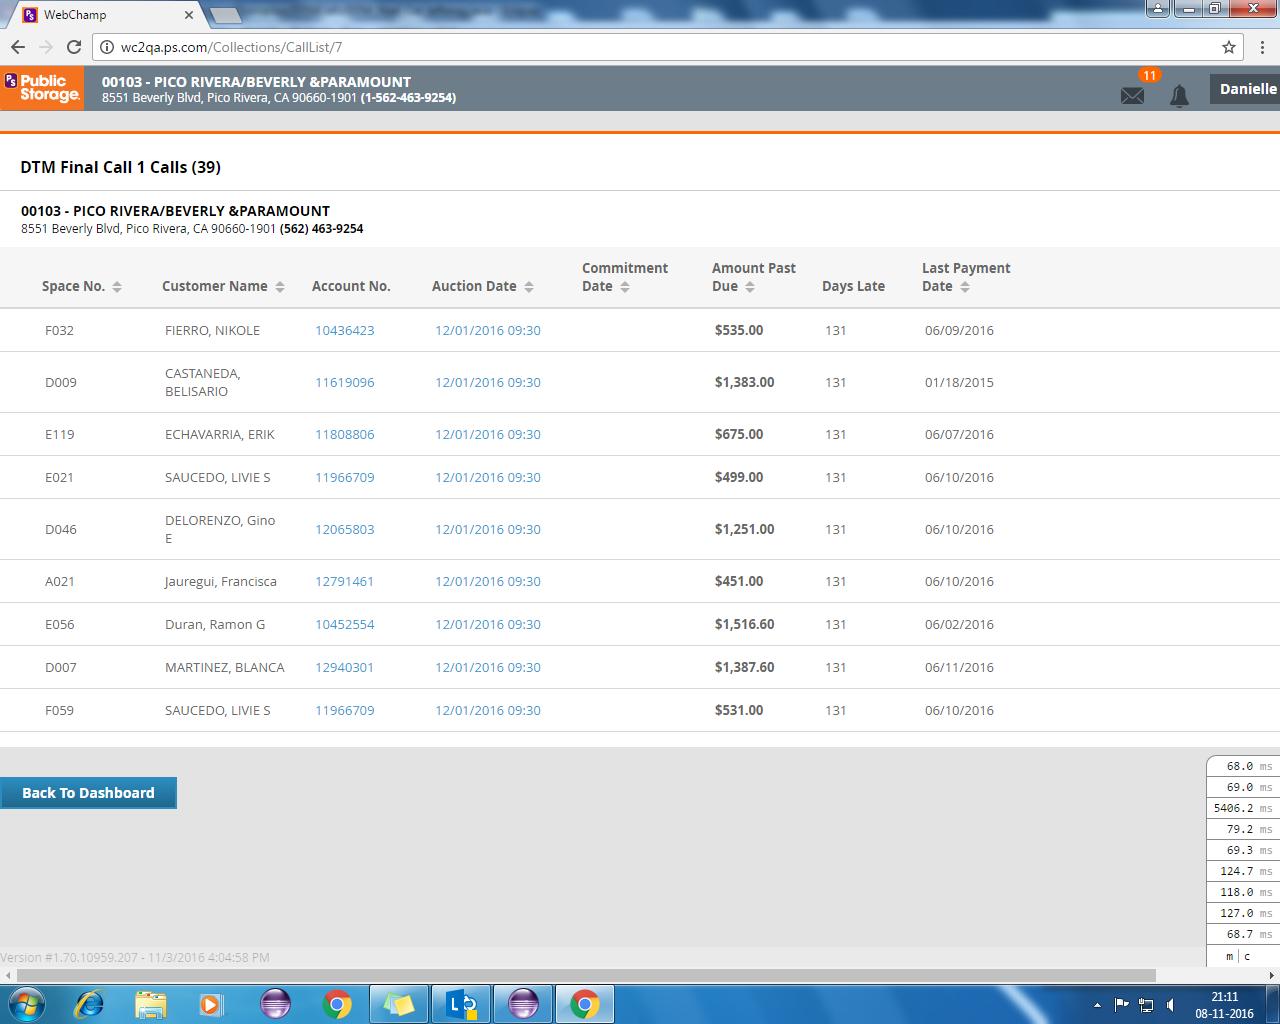 WebChamp
wc2qa.ps.com/Collections/CallList/7
PS Public Storage.
00103 - PICO RIVERA/BEVERLY &PARAMOUNT
8551 Beverly Blvd, Pico Rivera, CA 90660-1901 (1-562-463-9254)
11
Danielle
DTM Final Call 1 Calls (39)
00103 - PICO RIVERA/BEVERLY &PARAMOUNT
8551 Beverly Blvd, Pico Rivera, CA 90660-1901 (562) 463-9254
Space No. Customer Name Account No. Auction Date Commitment Date Amount Past Due Days Late Last Payment Date
F032 FIERRO, NIKOLE 10436423 12/01/2016 09:30 $535.00 131 06/09/2016
D009 CASTANEDA, BELISARIO 11619096 12/01/2016 09:30 $1,383.00 131 01/18/2015
E119 ECHAVARRIA, ERIK 11808806 12/01/2016 09:30 $675.00 131 06/07/2016
E021 SAUCEDO, LIVIE S 11966709 12/01/2016 09:30 $499.00 131 06/10/2016
D046 DELORENZO, Gino E 12065803 12/01/2016 09:30 $1,251.00 131 06/10/2016
A021 Jauregui, Francisca 12791461 12/01/2016 09:30 $451.00 131 06/10/2016
E056 Duran, Ramon G 10452554 12/01/2016 09:30 $1,516.60 131 06/02/2016
D007 MARTINEZ, BLANCA 12940301 12/01/2016 09:30 $1,387.60 131 06/11/2016
F059 SAUCEDO, LIVIE S 11966709 12/01/2016 09:30 $531.00 131 06/10/2016
Back To Dashboard
68.0 ms
69.0 ms
5406.2 ms
79.2 ms
69.3 ms
124.7 ms
118.0 ms
127.0 ms
68.7 ms
m c
Version #1.70.10959.207 - 11/3/2016 4:04:58 PM
21:11
08-11-2016